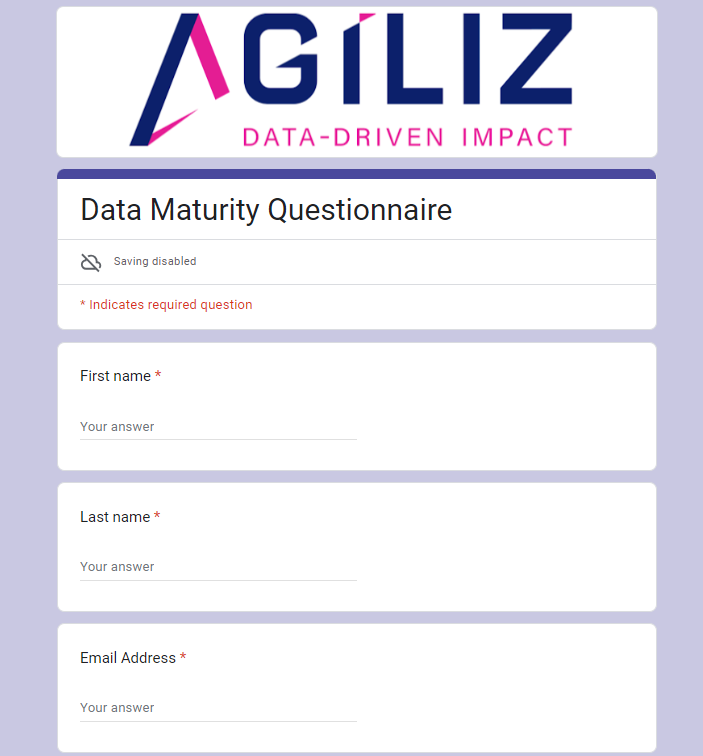 AGILIZ
DATA-DRIVEN IMPACT
Data Maturity Questionnaire
Saving disabled
* Indicates required question
First name *
Your answer
Last name *
Your answer
Email Address *
Your answer